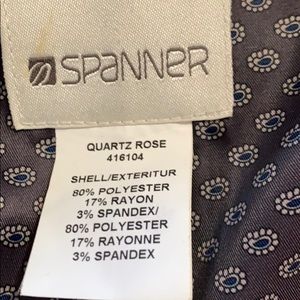 SPANNER
QUARTZ ROSE
416104
SHELL/EXTERITUR
80% POLYESTER
17% RAYON
3% SPANDEX/
80% POLYESTER
17% RAYONNE
3% SPANDEX